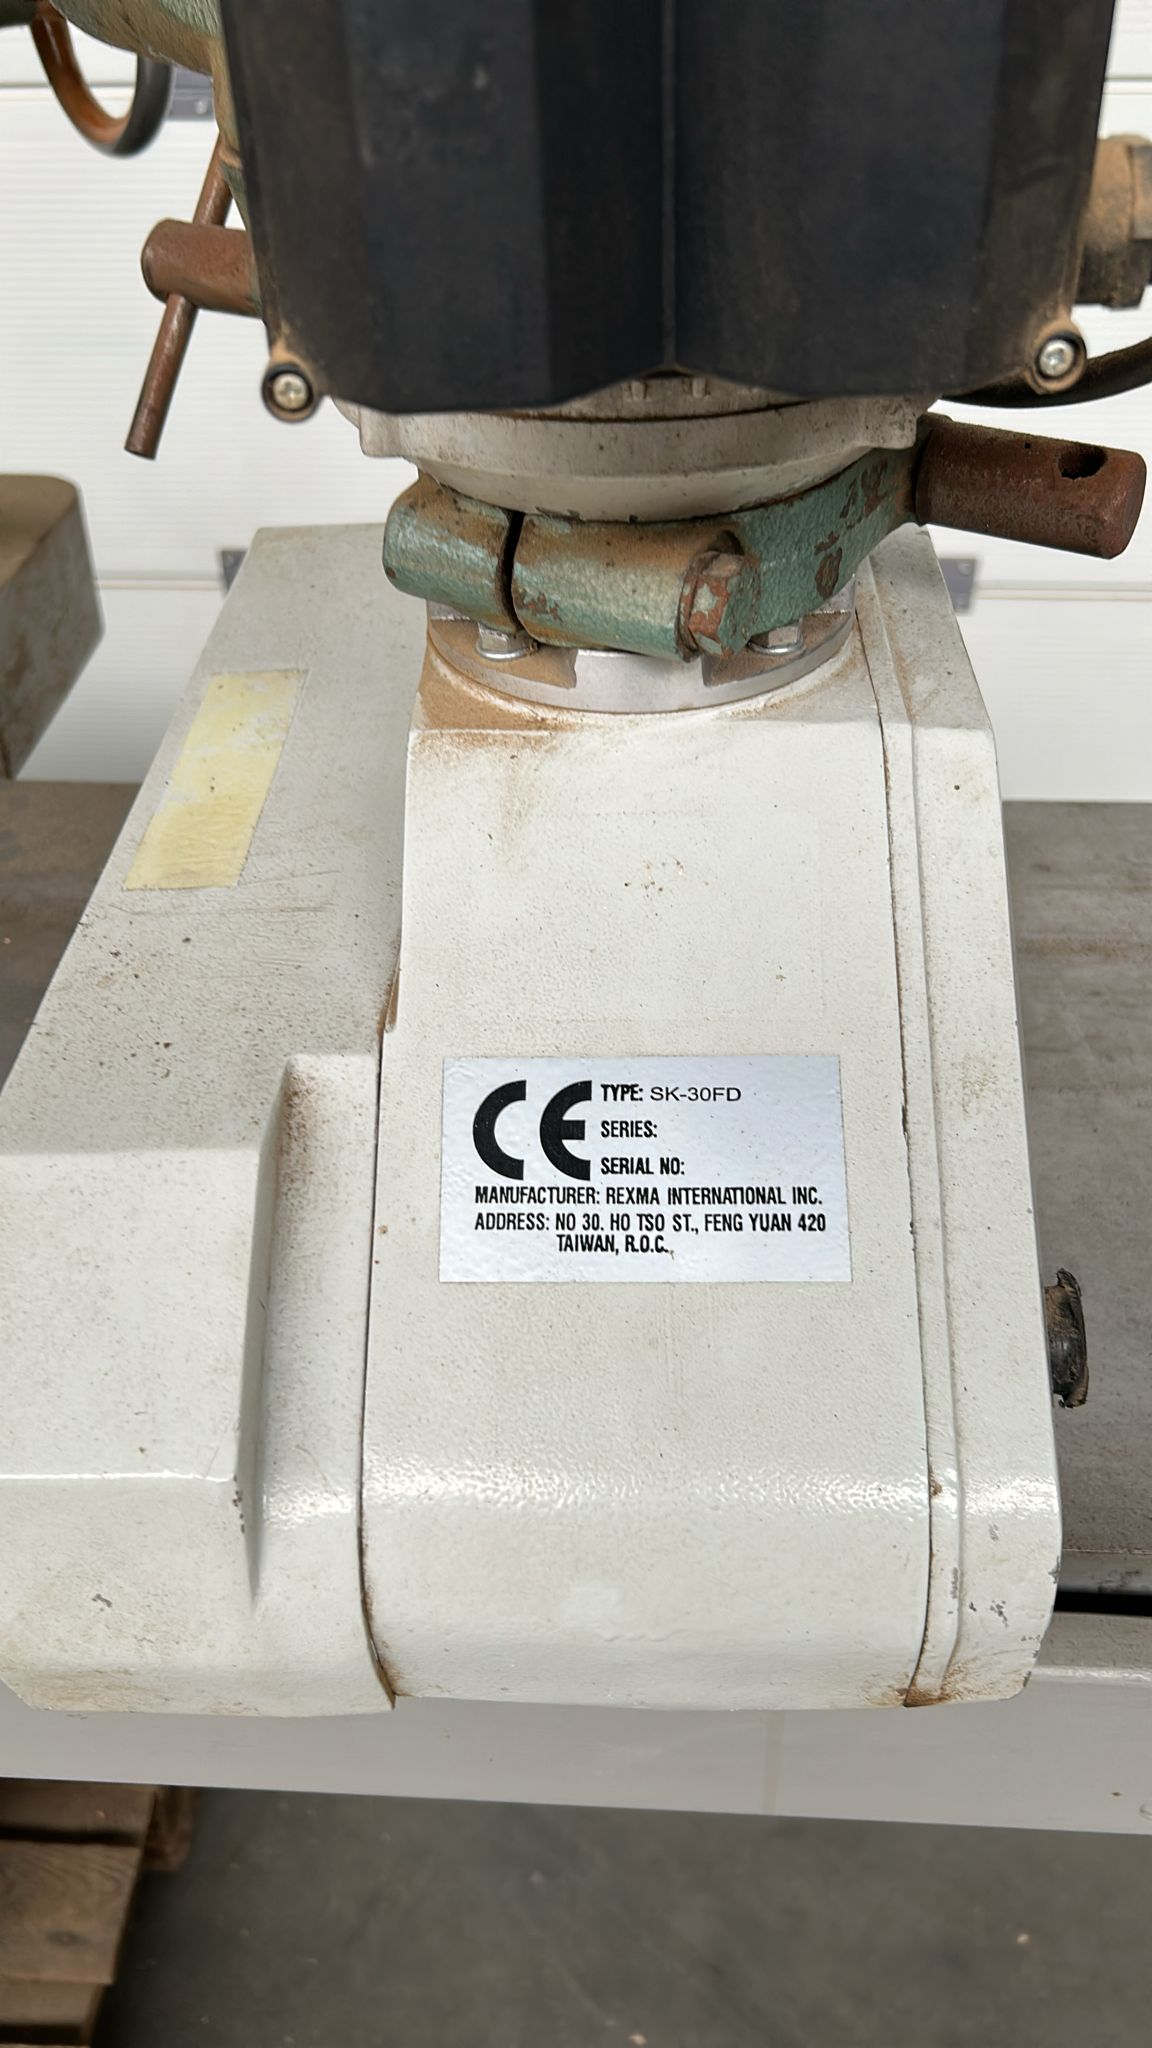 CE TYPE: SK-30FD
SERIES:
SERIAL NO:
MANUFACTURER: REXMA INTERNATIONAL INC.
ADDRESS: NO 30. HO TSO ST., FENG YUAN 420
TAIWAN, R.O.C.